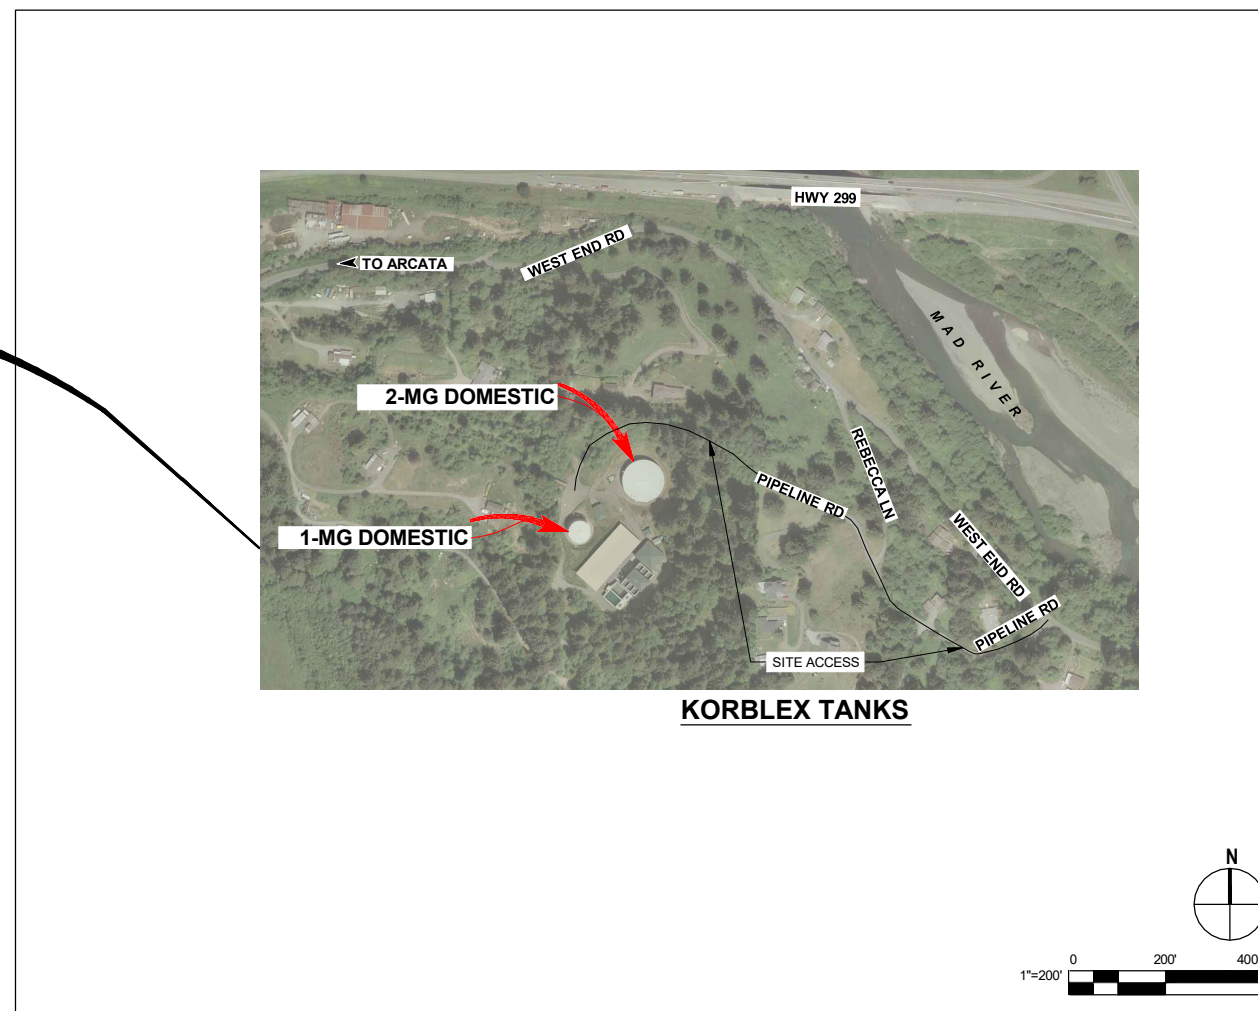 HWY 299
WEST END RD
TO ARCATA
MAD RIVER
2-MG DOMESTIC
REBECCA LN
PIPELINE RD
1-MG DOMESTIC
WEST END RD
PIPELINE RD
SITE ACCESS
KORBLEX TANKS
N
0 200' 400
1"=200'